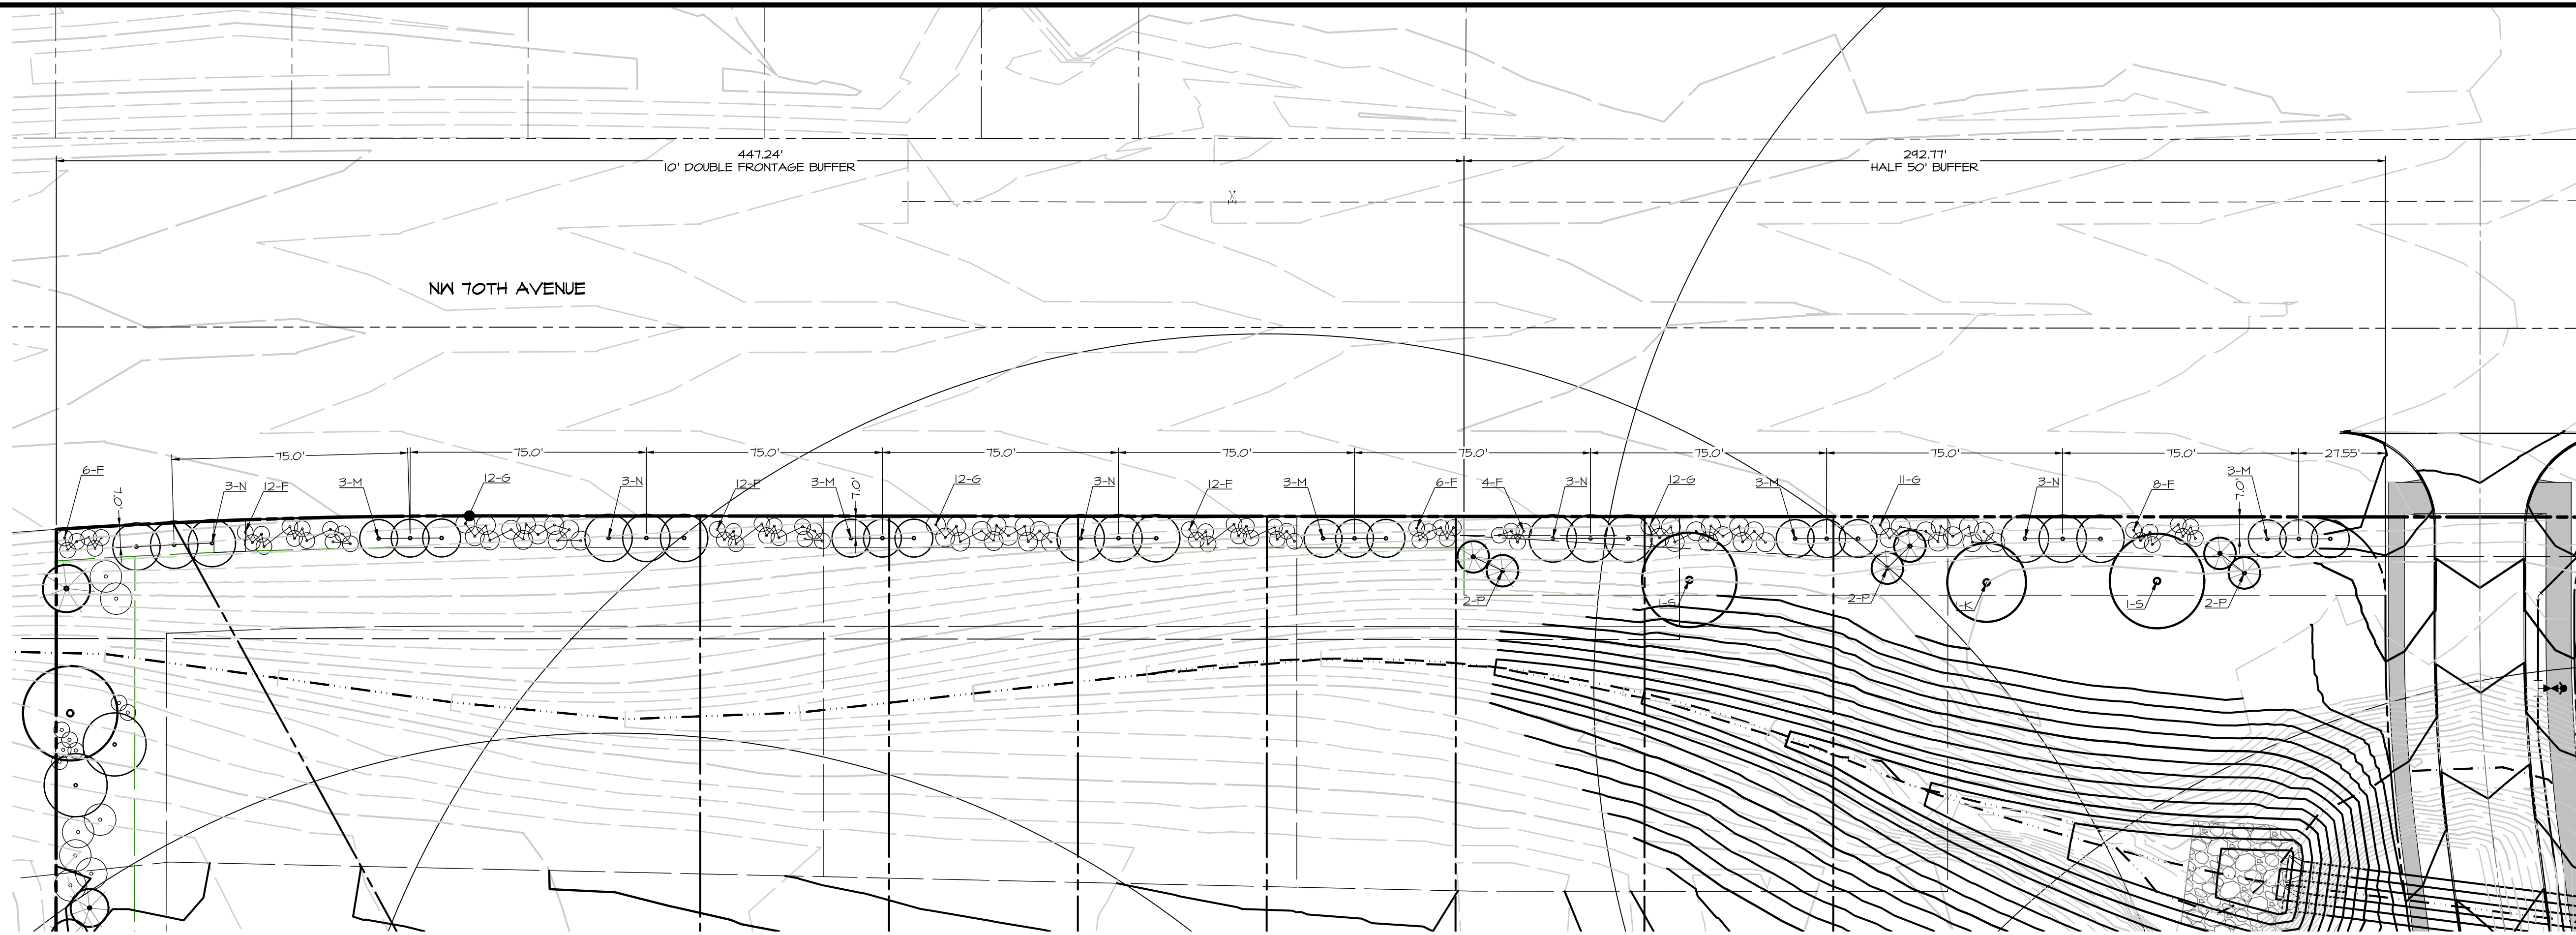 447.24'
10' DOUBLE FRONTAGE BUFFER
292.77'
HALF 50' BUFFER
NW 70TH AVENUE
75.0'
75.0'
75.0'
75.0'
75.0'
75.0'
75.0'
75.0'
75.0'
27.55'
6-F
7.0'
3-N
12-F
3-M
12-G
3-N
12-F
3-M
7.0'
12-G
3-N
12-F
3-M
6-F
4-F
3-N
12-G
3-M
11-G
3-N
8-F
3-M
7.0'
2-P
1-S
2-P
1-K
1-S
2-P